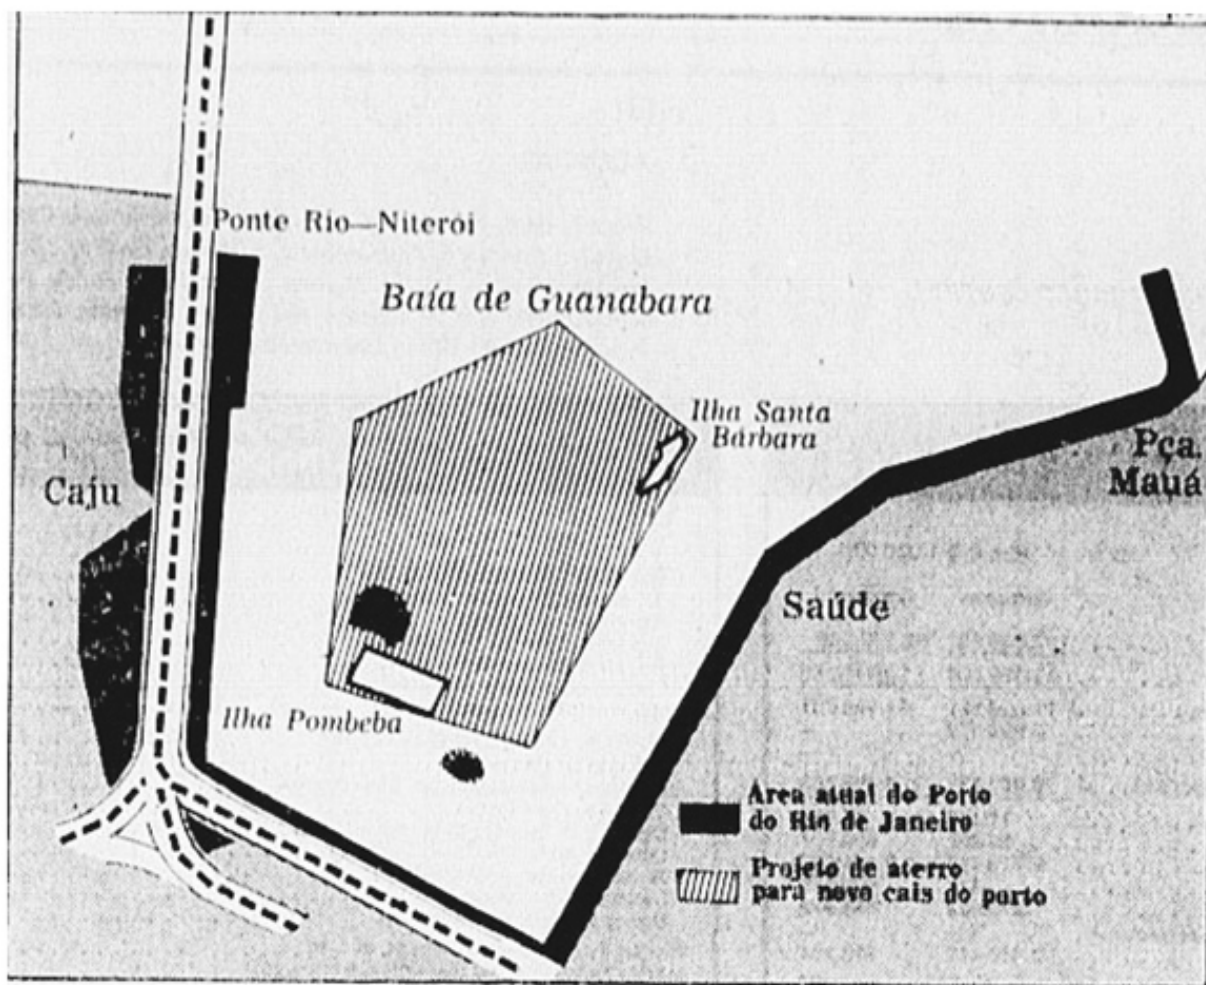 Ponte Rio—Niterói
Baía de Guanabara
Ilha Santa
Bárbara
Pça.
Mauá
Caju
Saúde
Ilha Pombeba
Area atual do Porto
do Rio de Janeiro
Projeto de aterro
para novo cais do porto